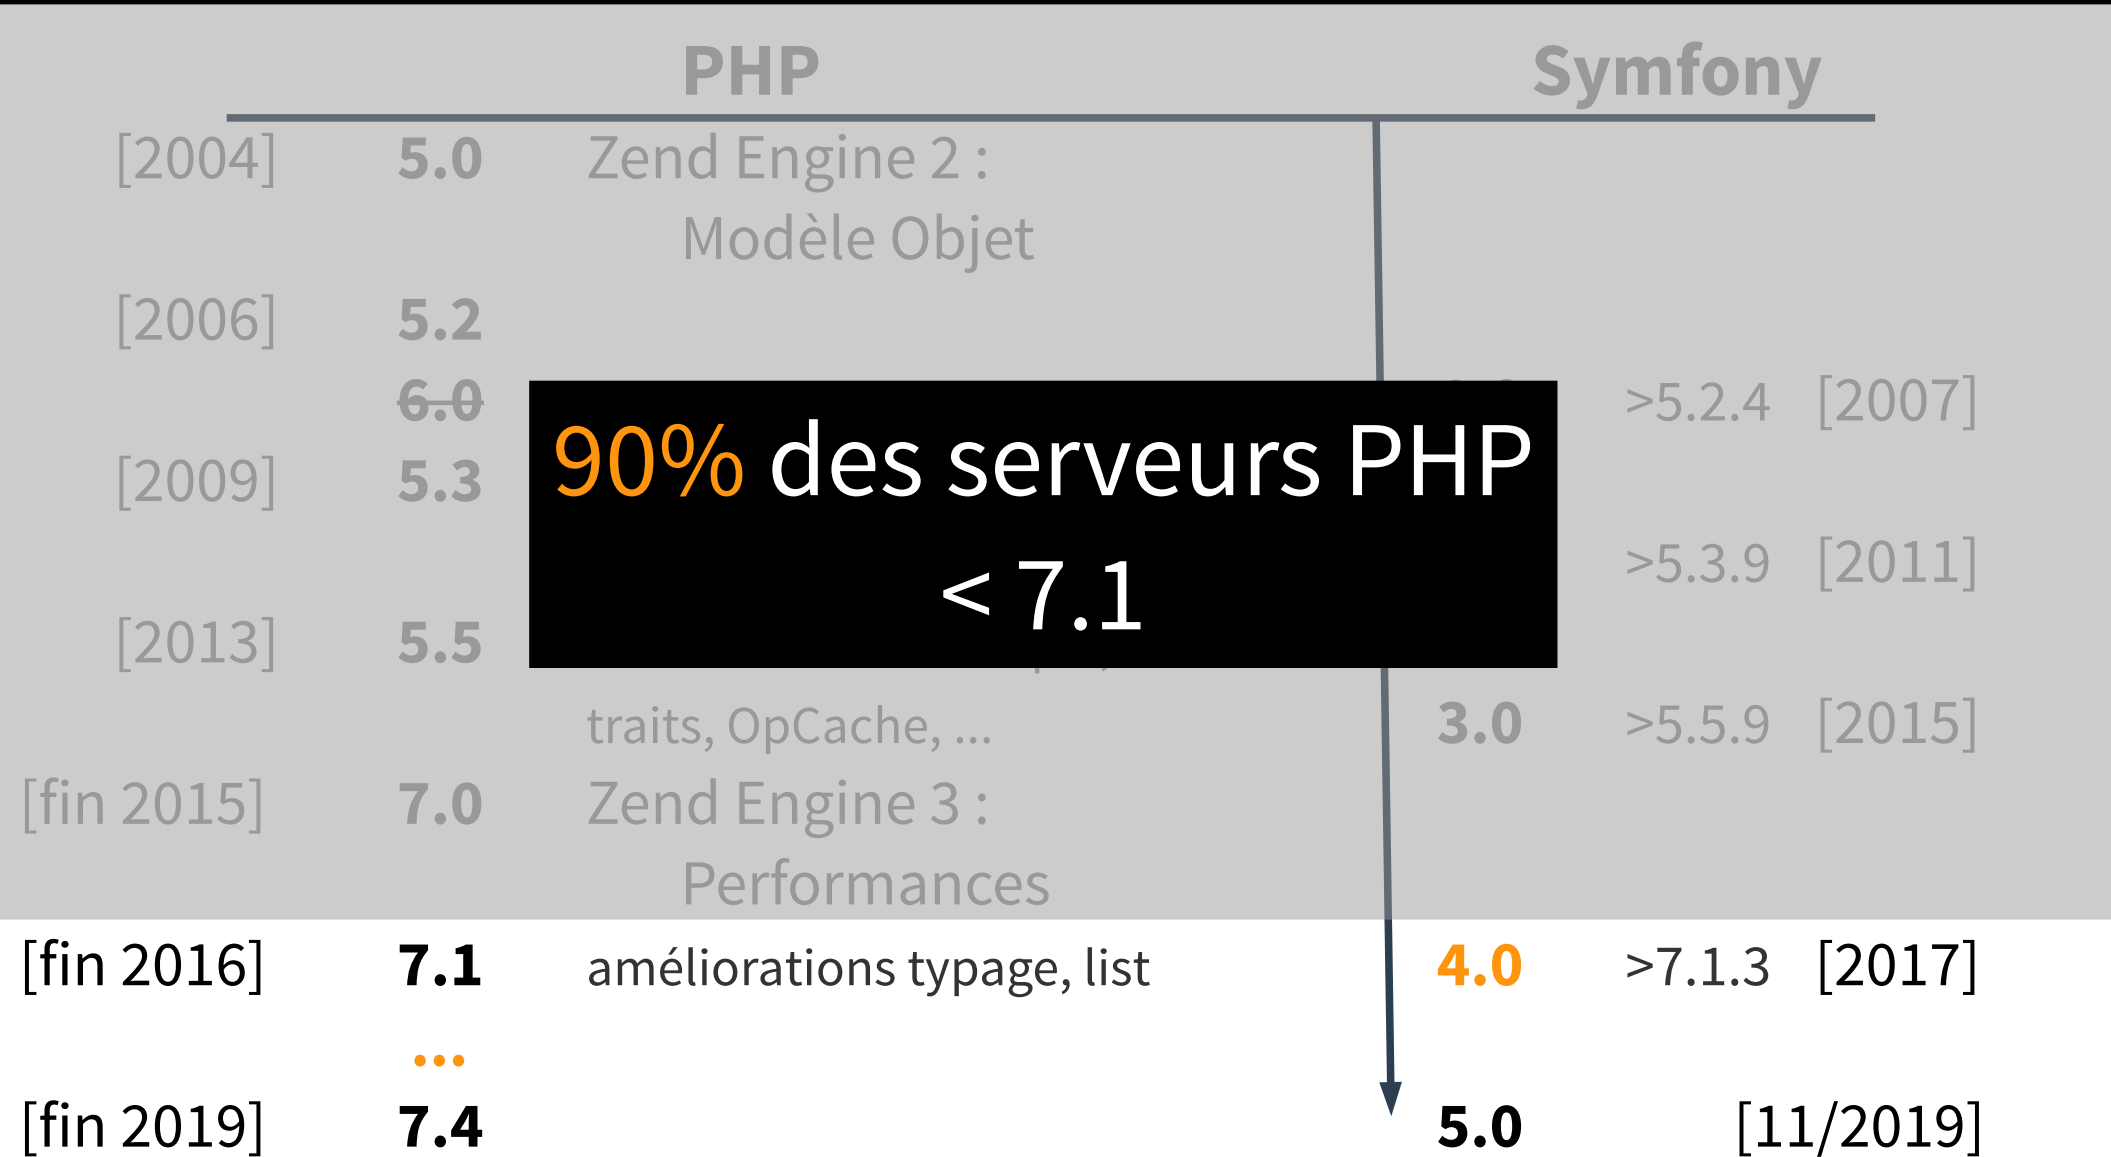 PHP Symfony
[2004] 5.0 Zend Engine 2 :
Modèle Objet
[2006] 5.2
6.0 >5.2.4 [2007]
[2009] 5.3
>5.3.9 [2011]
[2013] 5.5
90% des serveurs PHP
< 7.1
traits, OpCache, ... 3.0 >5.5.9 [2015]
[fin 2015] 7.0 Zend Engine 3 :
Performances
[fin 2016] 7.1 améliorations typage, list 4.0 >7.1.3 [2017]
...
[fin 2019] 7.4 5.0 [11/2019]